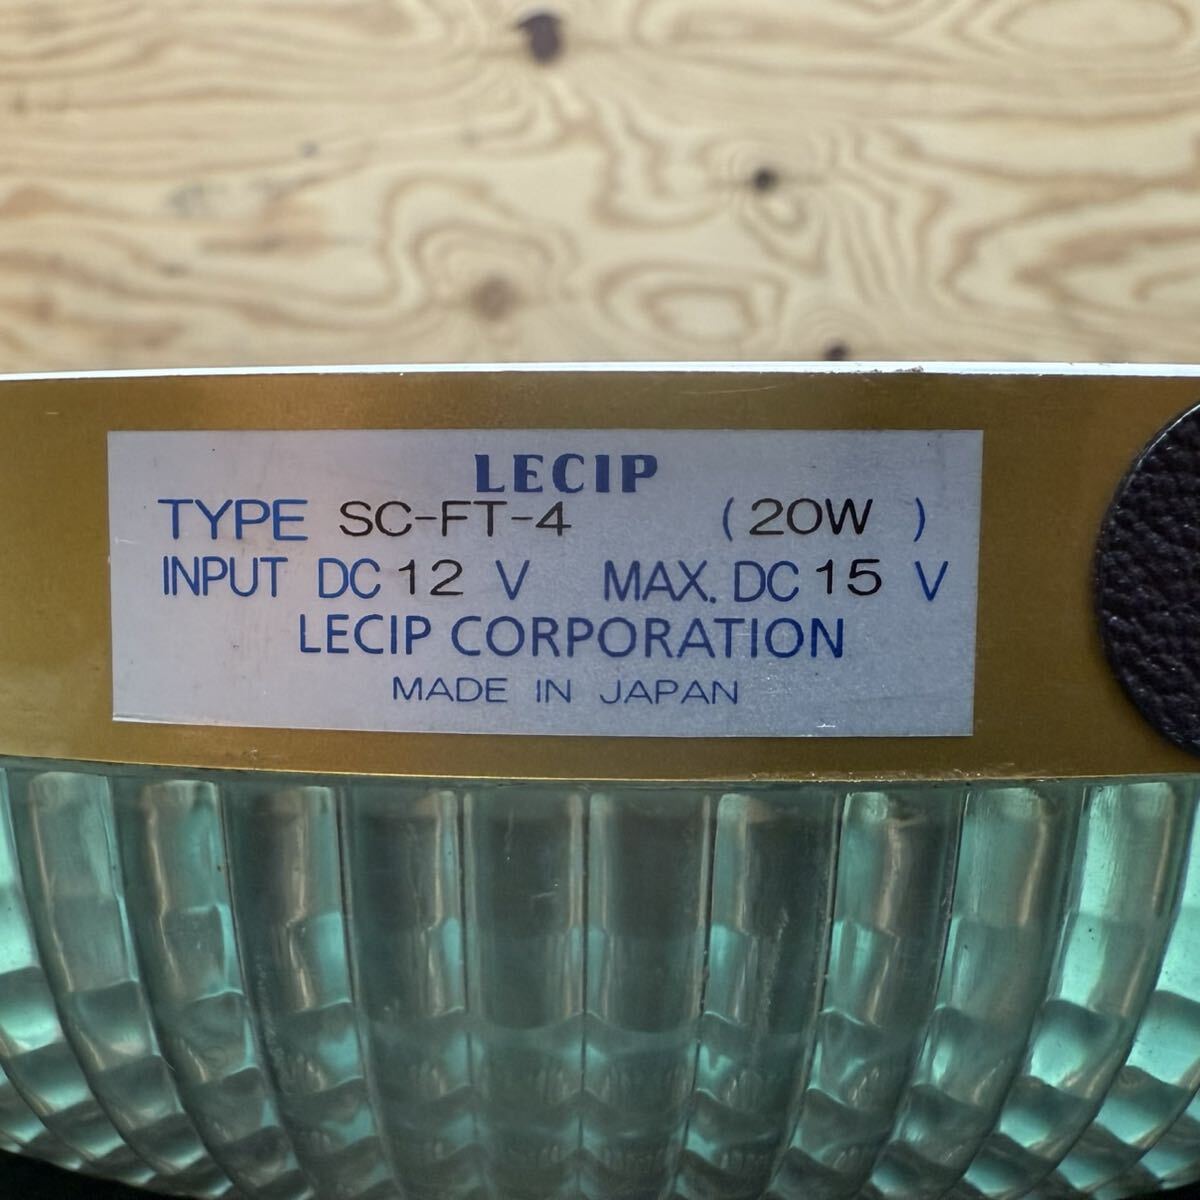 LECIP
TYPE SC-FT-4 (20W )
INPUT DC 12 V MAX. DC 15 V
LECIP CORPORATION
MADE IN JAPAN